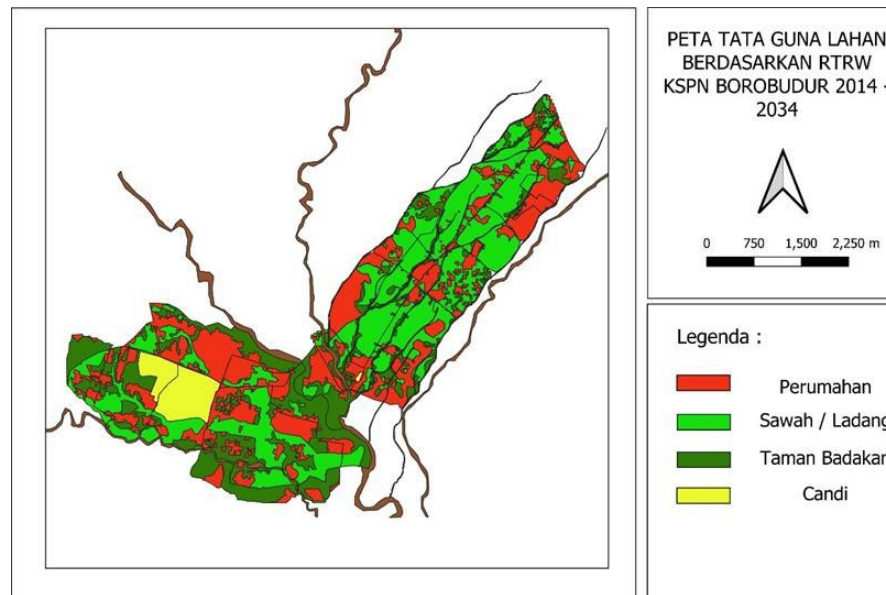 PETA TATA GUNA LAHAN
BERDASARKAN RTRW
KSPN BOROBUDUR 2014 -
2034
0 750 1,500 2,250 m
Legenda :
Perumahan
Sawah / Ladang
Taman Badakan
Candi